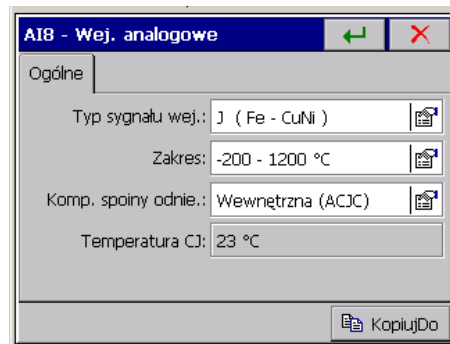 AI8 - Wej. analogowe
Ogólne
Typ sygnału wej.: J ( Fe - CuNi )
Zakres: -200 - 1200 °C
Komp. spoiny odnie.: Wewnętrzna (ACJC)
Temperatura CJ: 23 °C
KopiujDo